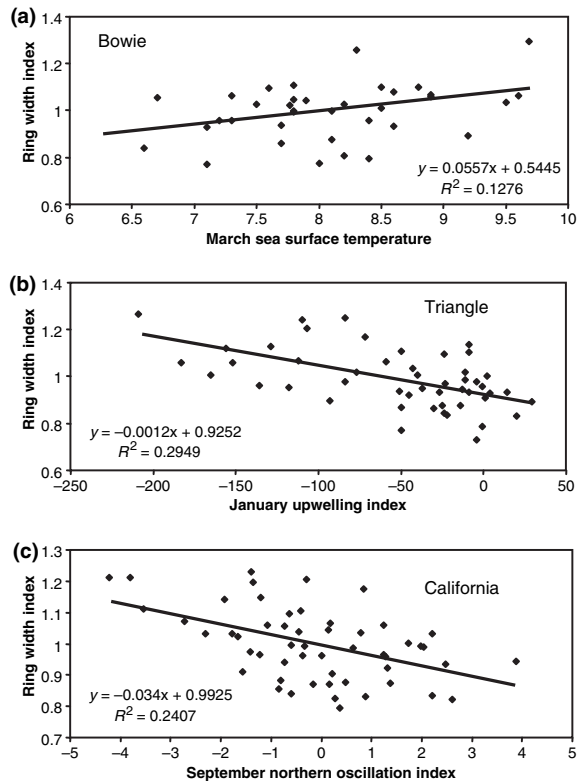 (a)
Bowie
Ring width index
1.4
1.2
1
0.8
0.6
y = 0.0557x + 0.5445
R² = 0.1276
6 6.5 7 7.5 8 8.5 9 9.5 10
March sea surface temperature
(b)
Triangle
Ring width index
1.4
1.2
1
0.8
0.6
y = –0.0012x + 0.9252
R² = 0.2949
–250 –200 –150 –100 –50 0 50
January upwelling index
(c)
California
Ring width index
1.3
1.2
1.1
1
0.9
0.8
0.7
y = –0.034x + 0.9925
R² = 0.2407
–5 –4 –3 –2 –1 0 1 2 3 4 5
September northern oscillation index